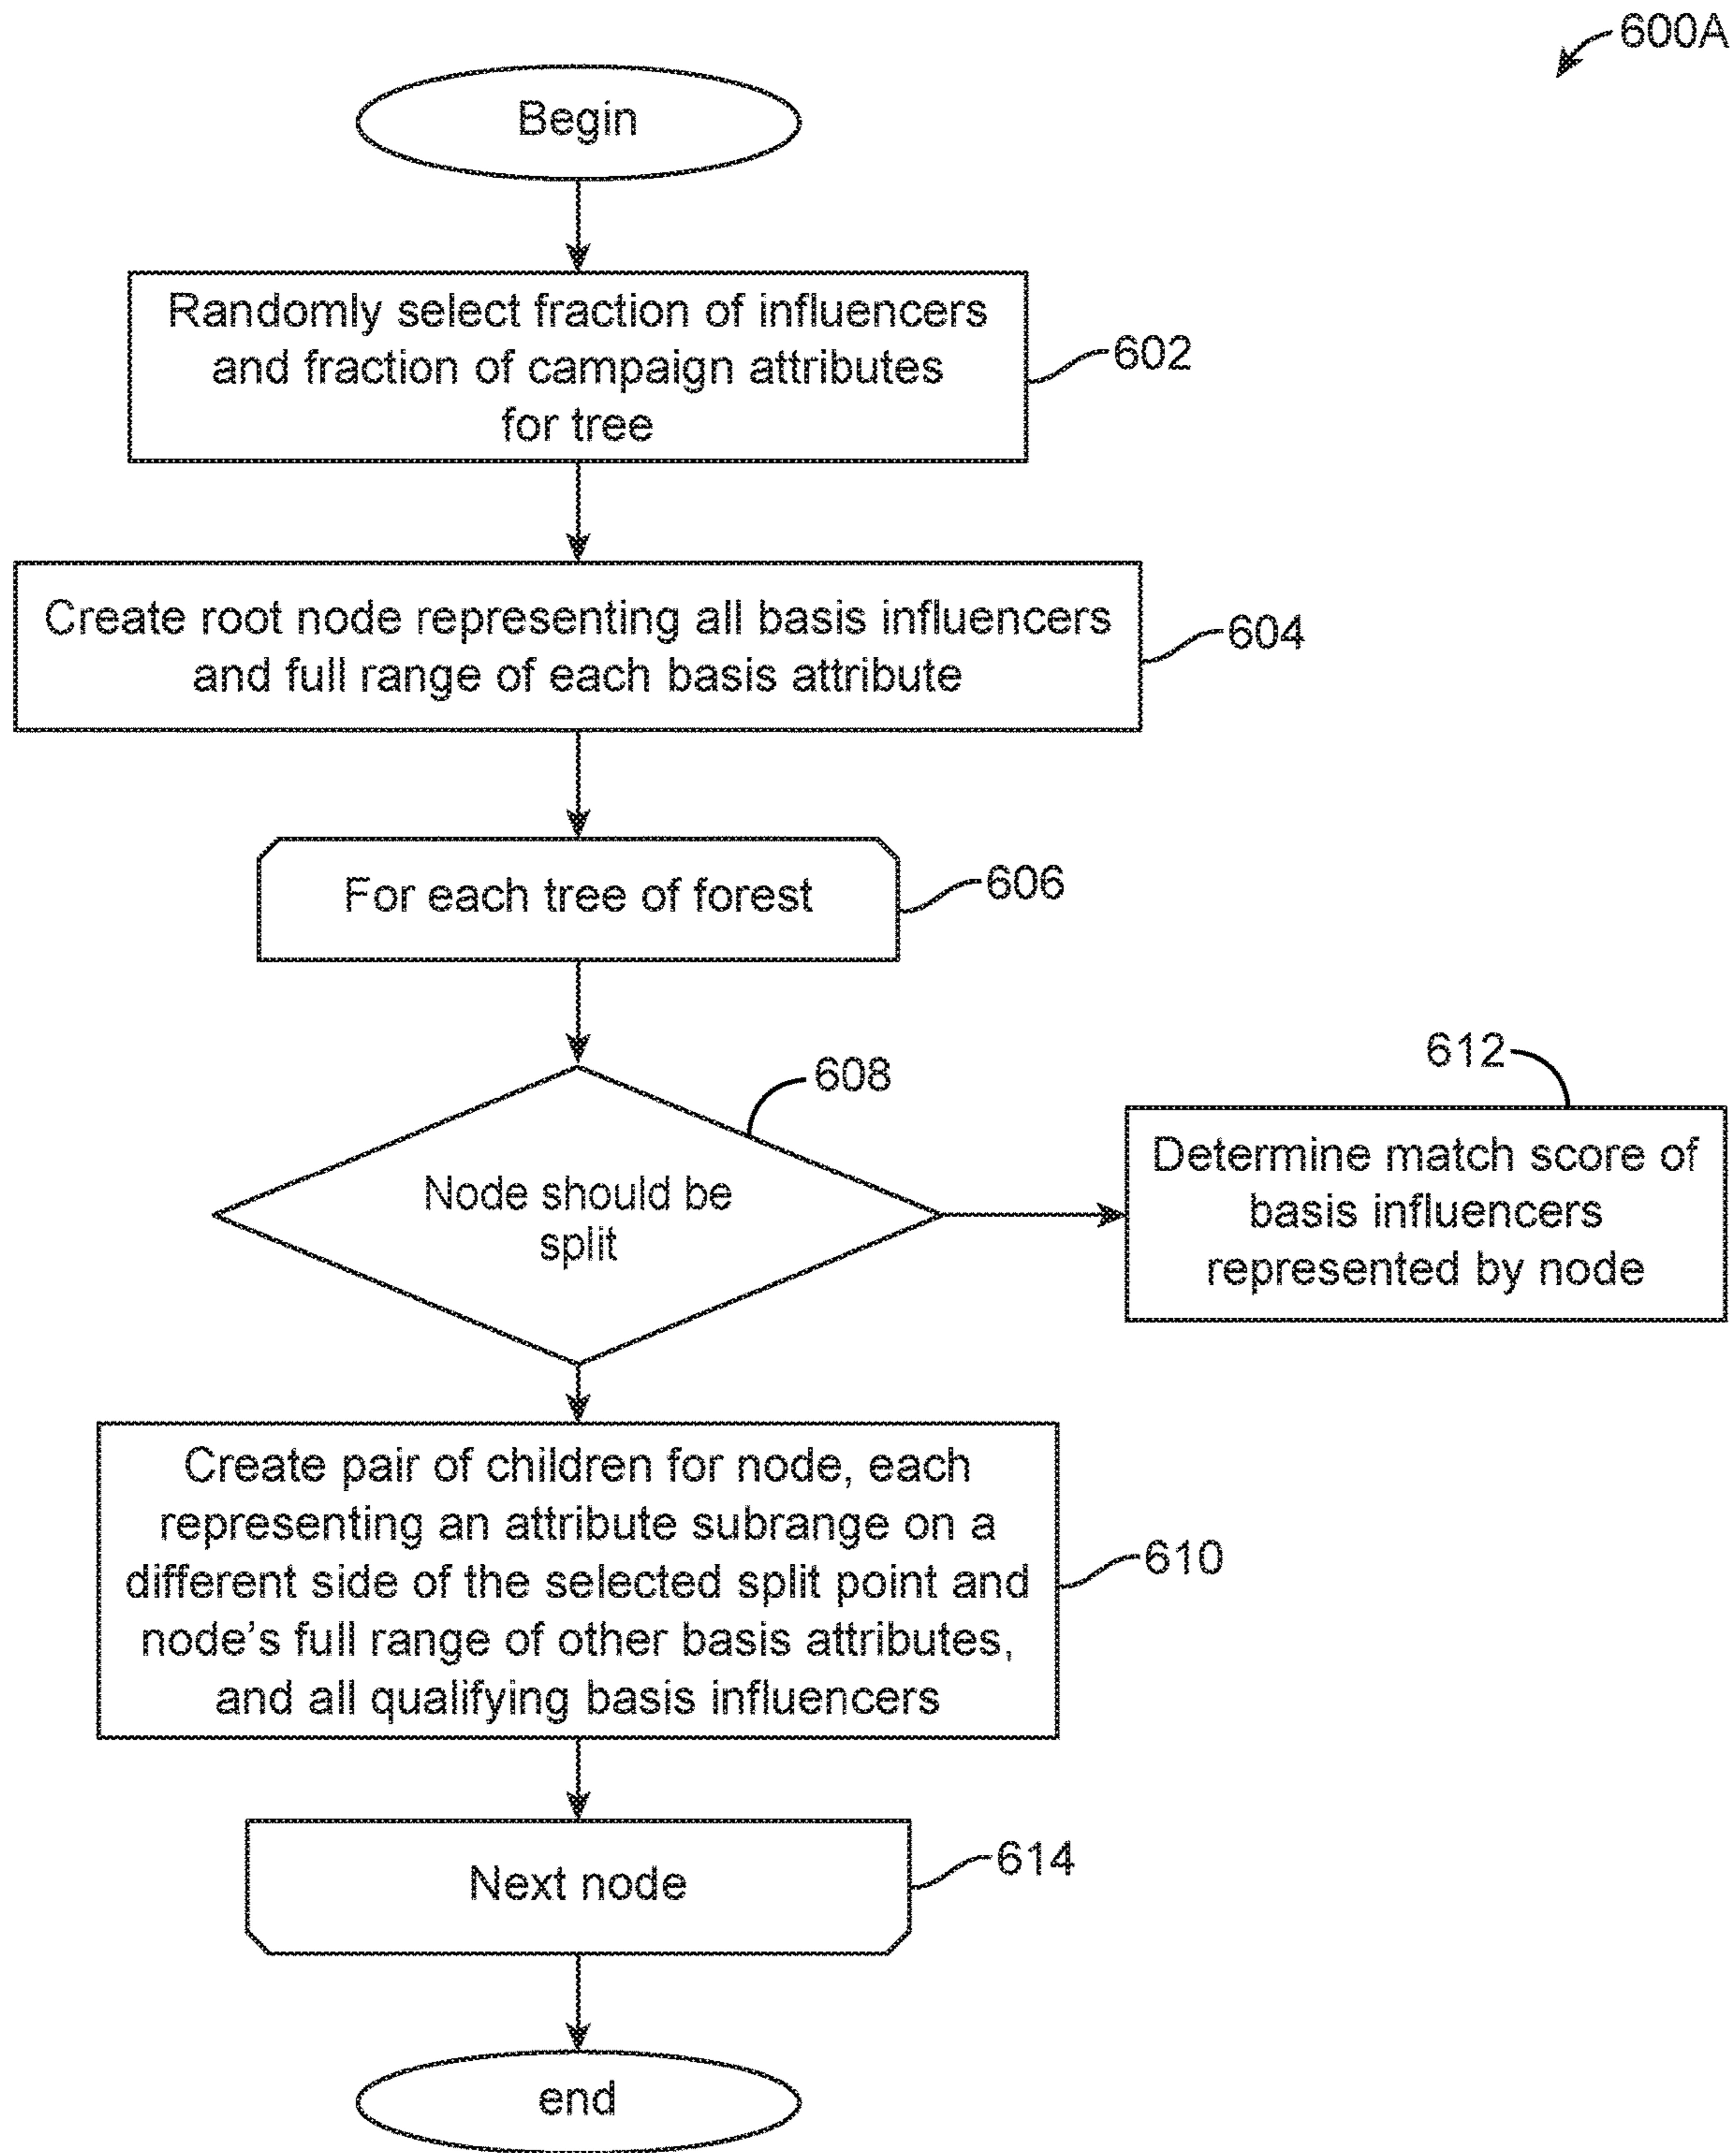 600A
Begin
Randomly select fraction of influencers
and fraction of campaign attributes
for tree
602
Create root node representing all basis influencers
and full range of each basis attribute
604
For each tree of forest
606
608
Node should be
split
612
Determine match score of
basis influencers
represented by node
Create pair of children for node, each
representing an attribute subrange on a
different side of the selected split point and
node's full range of other basis attributes,
and all qualifying basis influencers
610
Next node
614
end